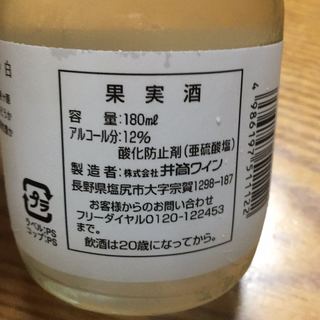 白
果実酒
容量:180mℓ
アルコール分:12%
酸化防止剤(亜硫酸塩)
製造者:株式会社井筒ワイン
長野県塩尻市大字宗賀1298-187
お客様からのお問い合わせ
フリーダイヤル0120-122453
まで。
飲酒は20歳になってから。
プラ
ラベル:PS
コップ:PS
4986197511122